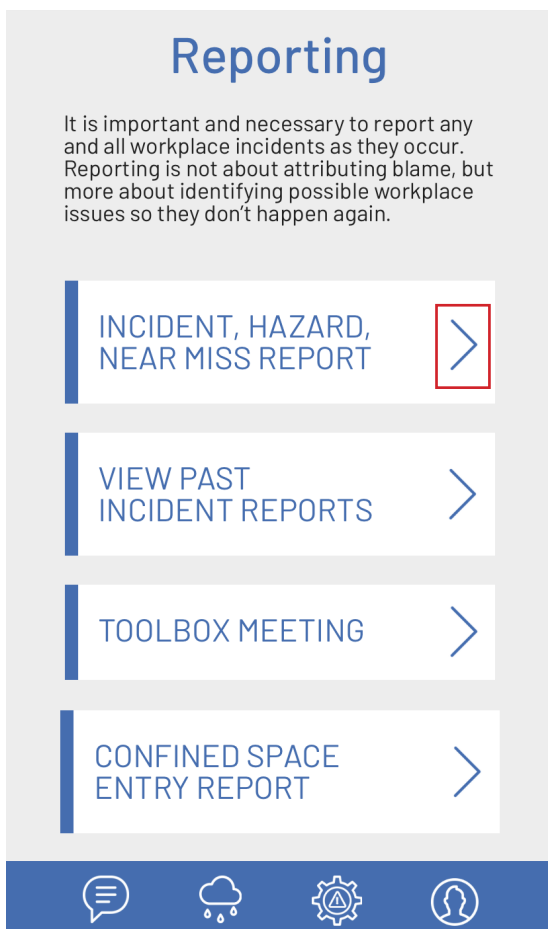 Reporting
It is important and necessary to report any
and all workplace incidents as they occur.
Reporting is not about attributing blame, but
more about identifying possible workplace
issues so they don’t happen again.
INCIDENT, HAZARD,
NEAR MISS REPORT
VIEW PAST
INCIDENT REPORTS
TOOLBOX MEETING
CONFINED SPACE
ENTRY REPORT